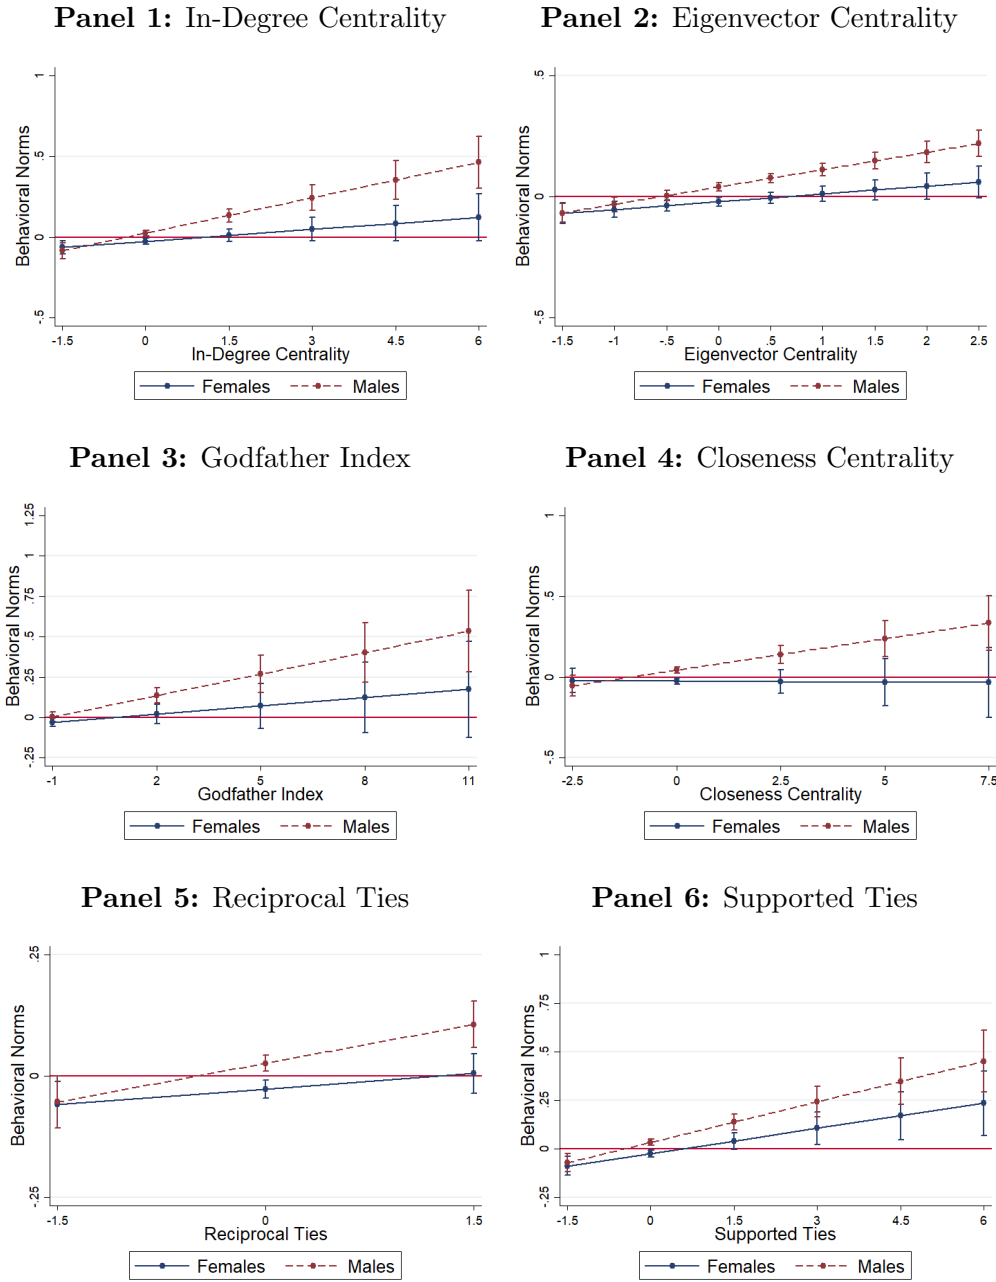 Panel 1: In-Degree Centrality
Behavioral Norms
1
.5
0
-.5
-1.5 0 1.5 3 4.5 6
In-Degree Centrality
Females Males
Panel 2: Eigenvector Centrality
Behavioral Norms
.5
0
-.5
-1.5 -1 -.5 0 .5 1 1.5 2 2.5
Eigenvector Centrality
Females Males
Panel 3: Godfather Index
Behavioral Norms
1.25
1
.75
.5
.25
0
-.25
-1 2 5 8 11
Godfather Index
Females Males
Panel 4: Closeness Centrality
Behavioral Norms
1
.5
0
-.5
-2.5 0 2.5 5 7.5
Closeness Centrality
Females Males
Panel 5: Reciprocal Ties
Behavioral Norms
.25
0
-.25
-1.5 0 1.5
Reciprocal Ties
Females Males
Panel 6: Supported Ties
Behavioral Norms
1
.75
.5
.25
0
-.25
-1.5 0 1.5 3 4.5 6
Supported Ties
Females Males